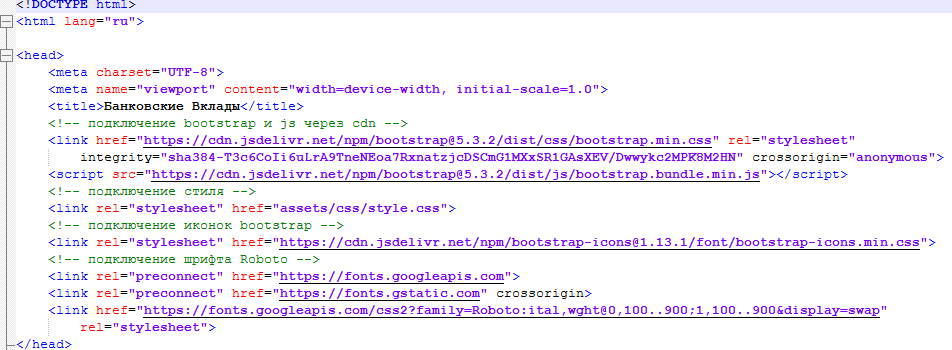 <!DOCTYPE html>
<html lang="ru">
<head>
<meta charset="UTF-8">
<meta name="viewport" content="width=device-width, initial-scale=1.0">
<title>Банковские Вклады</title>
<!-- подключение bootstrap и js через cdn -->
<link href="https://cdn.jsdelivr.net/npm/bootstrap@5.3.2/dist/css/bootstrap.min.css" rel="stylesheet"
integrity="sha384-T3c6CoIi6uLrA9TneNEoa7RxnatzjcDSCmG1MXxSR1GAsXEV/Dwwykc2MPK8M2HN" crossorigin="anonymous">
<script src="https://cdn.jsdelivr.net/npm/bootstrap@5.3.2/dist/js/bootstrap.bundle.min.js"></script>
<!-- подключение стиля -->
<link rel="stylesheet" href="assets/css/style.css">
<!-- подключение иконок bootstrap -->
<link rel="stylesheet" href="https://cdn.jsdelivr.net/npm/bootstrap-icons@1.13.1/font/bootstrap-icons.min.css">
<!-- подключение шрифта Roboto -->
<link rel="preconnect" href="https://fonts.googleapis.com">
<link rel="preconnect" href="https://fonts.gstatic.com" crossorigin>
<link href="https://fonts.googleapis.com/css2?family=Roboto:ital,wght@0,100..900;1,100..900&display=swap"
rel="stylesheet">
</head>